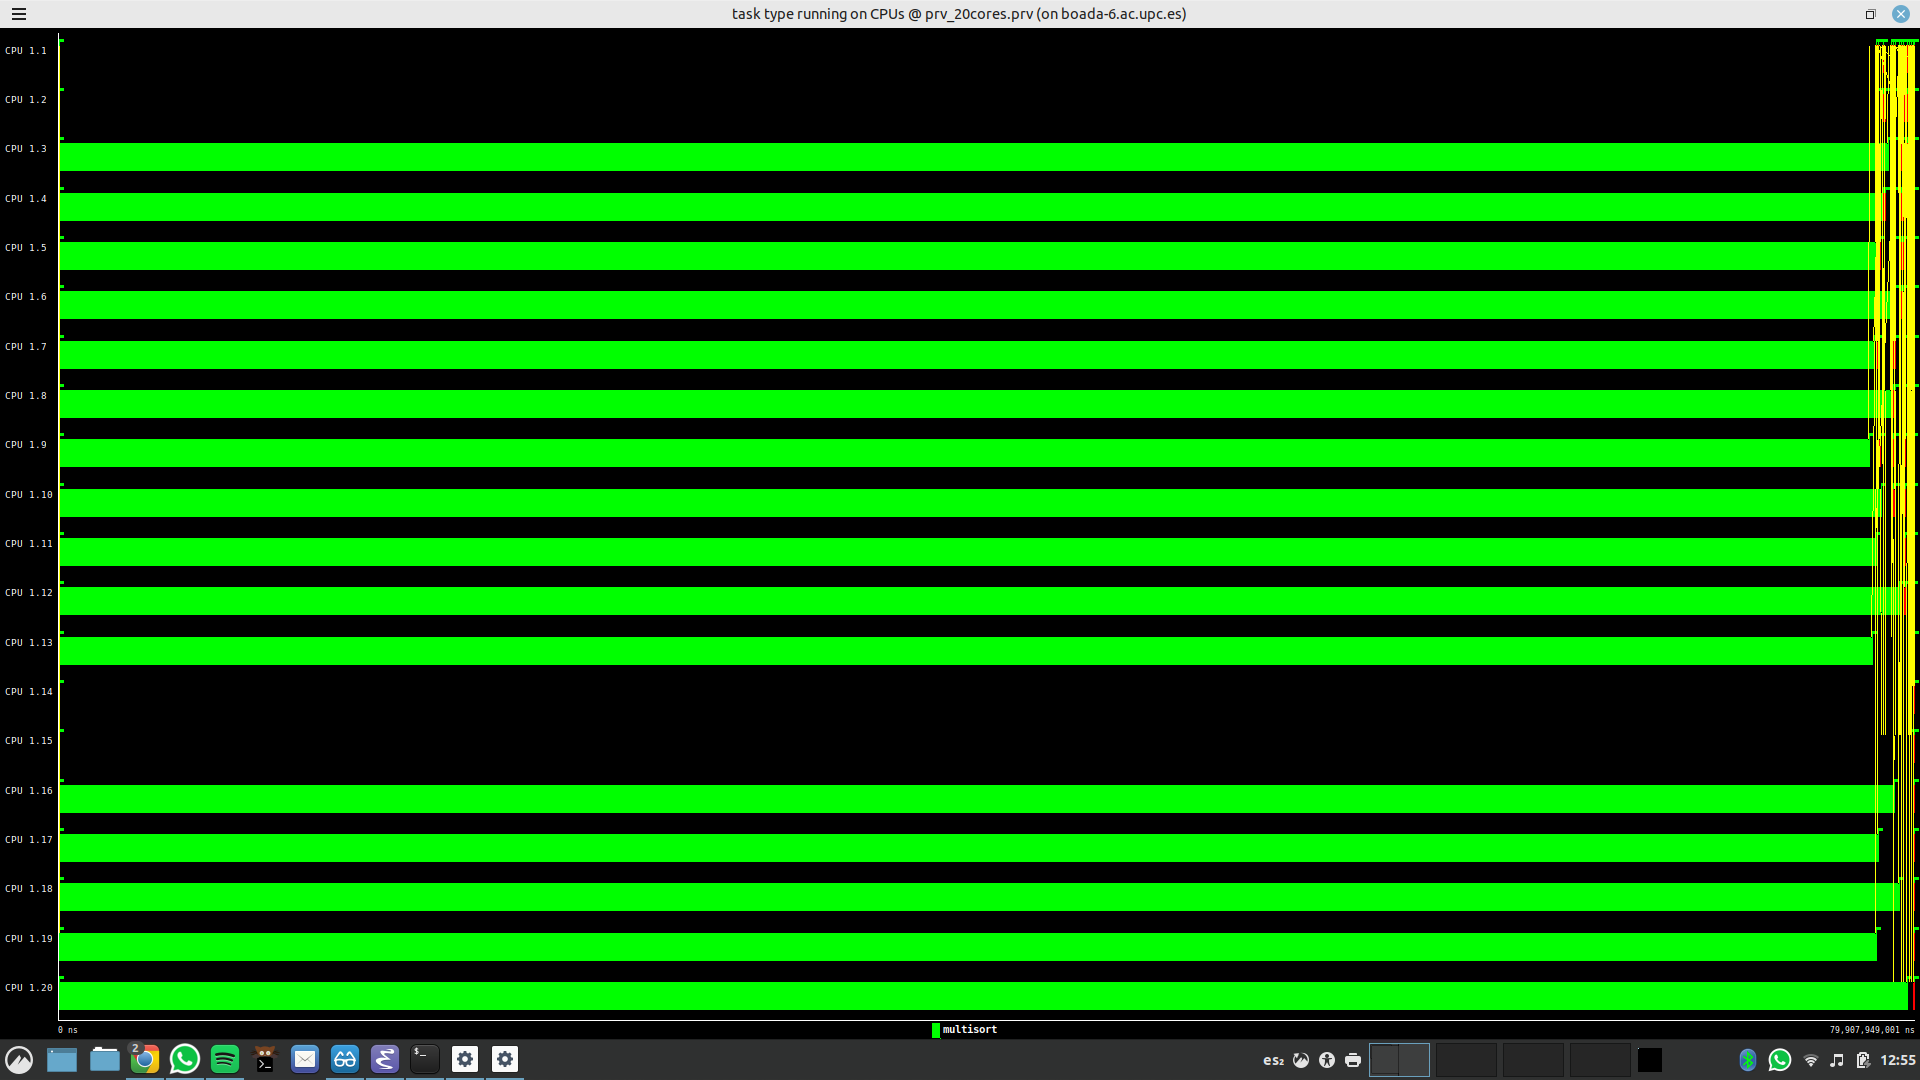 task type running on CPUs @ prv_20cores.prv (on boada-6.ac.upc.es)
CPU 1.1
CPU 1.2
CPU 1.3
CPU 1.4
CPU 1.5
CPU 1.6
CPU 1.7
CPU 1.8
CPU 1.9
CPU 1.10
CPU 1.11
CPU 1.12
CPU 1.13
CPU 1.14
CPU 1.15
CPU 1.16
CPU 1.17
CPU 1.18
CPU 1.19
CPU 1.20
0 ns
multisort
79,907,949,001 ns
2
$_
>_
es₂
12:55